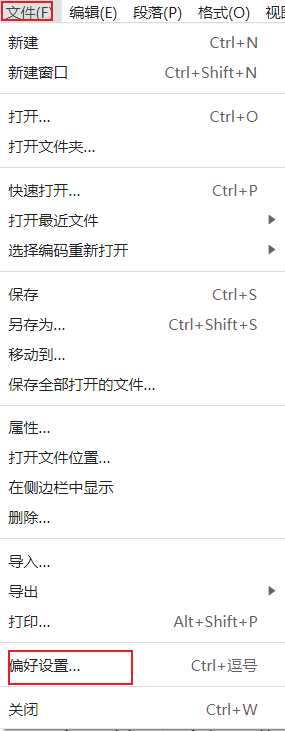 文件(F) 编辑(E) 段落(P) 格式(O)
新建 Ctrl+N
新建窗口 Ctrl+Shift+N
打开... Ctrl+O
打开文件夹...
快速打开... Ctrl+P
打开最近文件
选择编码重新打开
保存 Ctrl+S
另存为... Ctrl+Shift+S
移动到...
保存全部打开的文件...
属性...
打开文件位置...
在侧边栏中显示
删除...
导入...
导出
打印... Alt+Shift+P
偏好设置... Ctrl+逗号
关闭 Ctrl+W